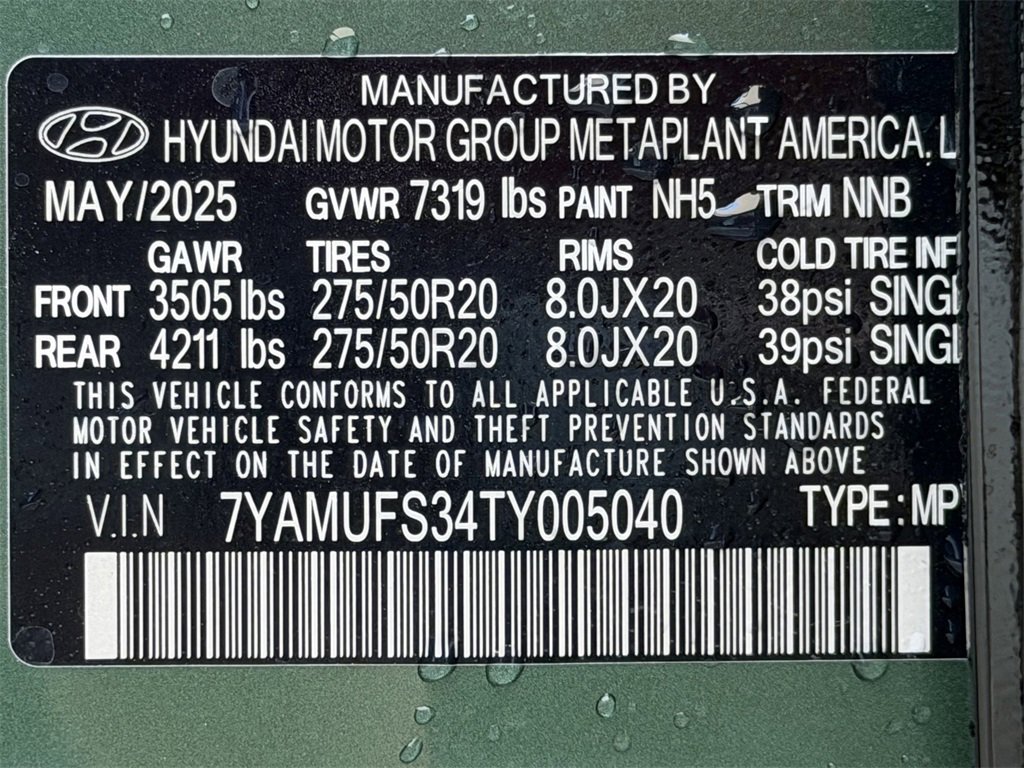 MANUFACTURED BY
HYUNDAI MOTOR GROUP METAPLANT AMERICA, L
MAY/2025 GVWR 7319 lbs PAINT NH5 TRIM NNB
GAWR TIRES RIMS COLD TIRE INF
FRONT 3505 lbs 275/50R20 8.0JX20 38psi SINGL
REAR 4211 lbs 275/50R20 8.0JX20 39psi SINGL
THIS VEHICLE CONFORMS TO ALL APPLICABLE U.S.A. FEDERAL
MOTOR VEHICLE SAFETY AND THEFT PREVENTION STANDARDS
IN EFFECT ON THE DATE OF MANUFACTURE SHOWN ABOVE
V.I.N 7YAMUFS34TY005040 TYPE: MP